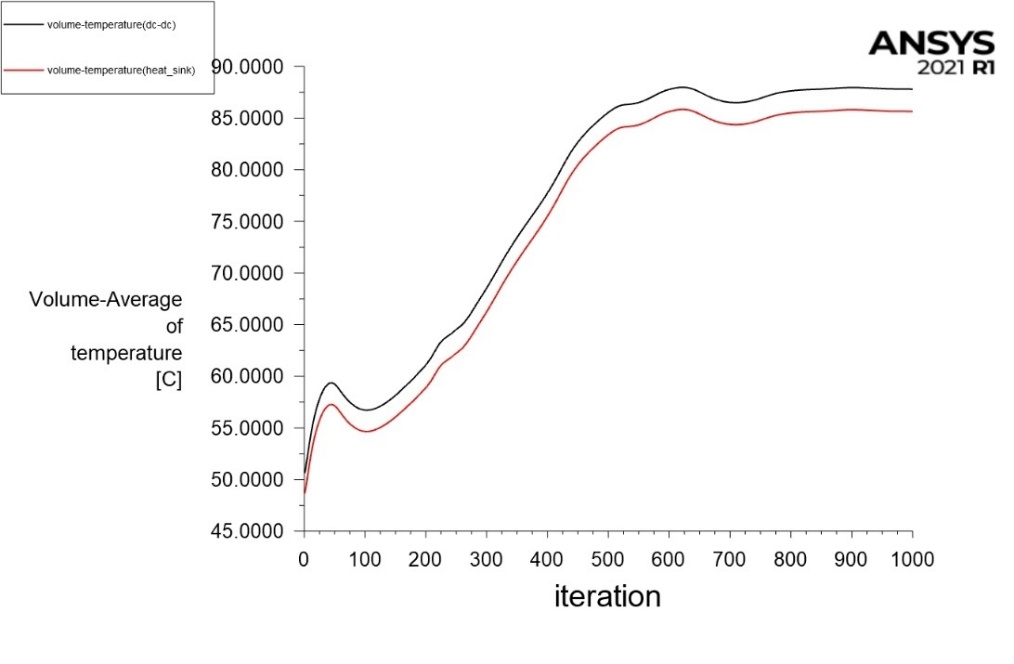 volume-temperature(dc-dc)
volume-temperature(heat_sink)
ANSYS
2021 R1
90.0000
85.0000
80.0000
75.0000
70.0000
65.0000
60.0000
55.0000
50.0000
45.0000
Volume-Average
of
temperature
[C]
0 100 200 300 400 500 600 700 800 900 1000
iteration